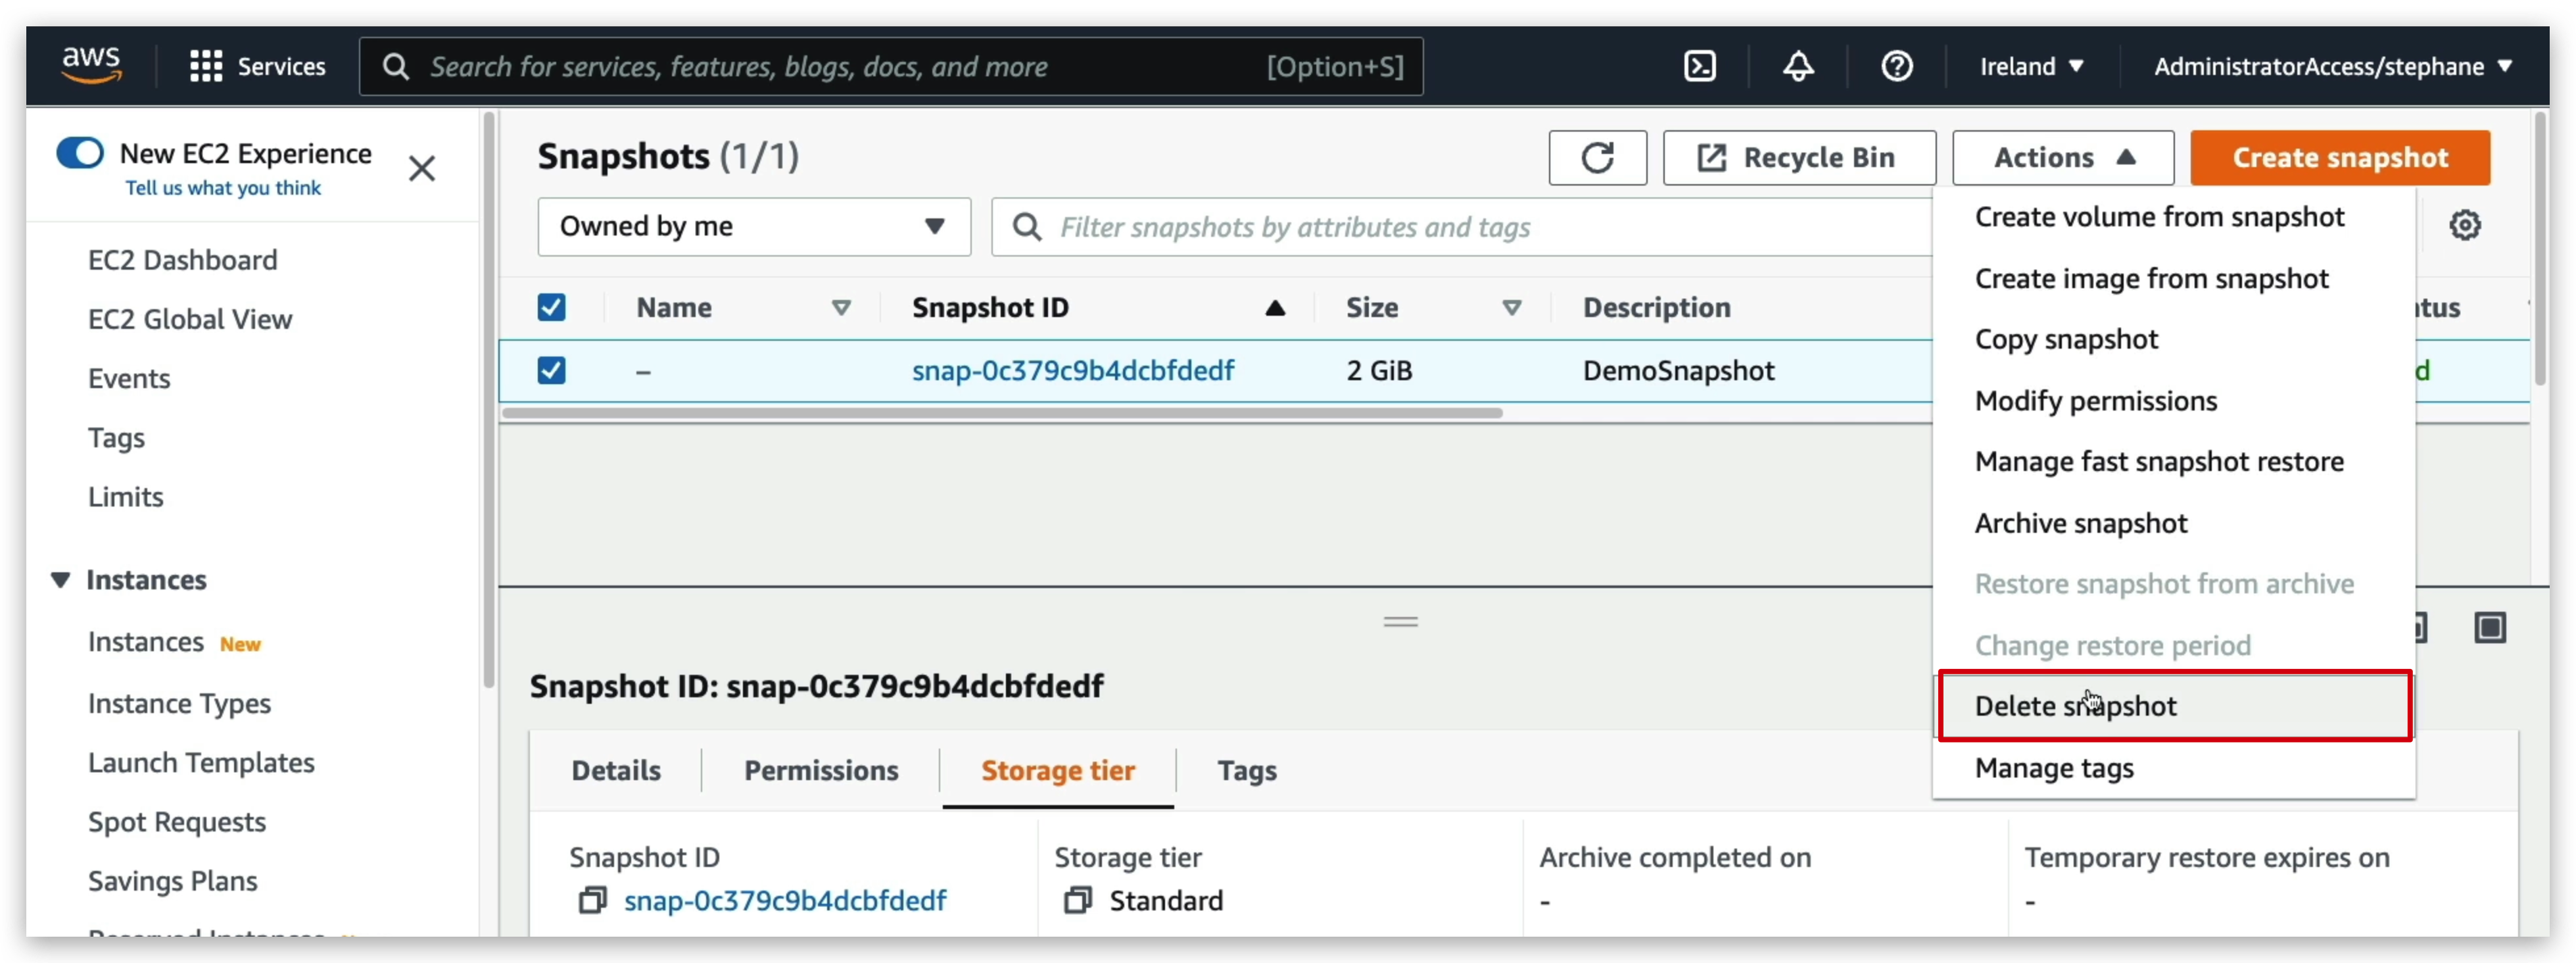 aws
Services
Search for services, features, blogs, docs, and more [Option+S]
Ireland
AdministratorAccess/stephane
New EC2 Experience
Tell us what you think
EC2 Dashboard
EC2 Global View
Events
Tags
Limits
Instances
Instances New
Instance Types
Launch Templates
Spot Requests
Savings Plans
Snapshots (1/1)
Recycle Bin
Actions
Create snapshot
Owned by me
Filter snapshots by attributes and tags
Name Snapshot ID Size Description
– snap-0c379c9b4dcbfdedf 2 GiB DemoSnapshot
Create volume from snapshot
Create image from snapshot
Copy snapshot
Modify permissions
Manage fast snapshot restore
Archive snapshot
Restore snapshot from archive
Change restore period
Delete snapshot
Manage tags
Snapshot ID: snap-0c379c9b4dcbfdedf
Details Permissions Storage tier Tags
Snapshot ID Storage tier Archive completed on Temporary restore expires on
snap-0c379c9b4dcbfdedf Standard - -